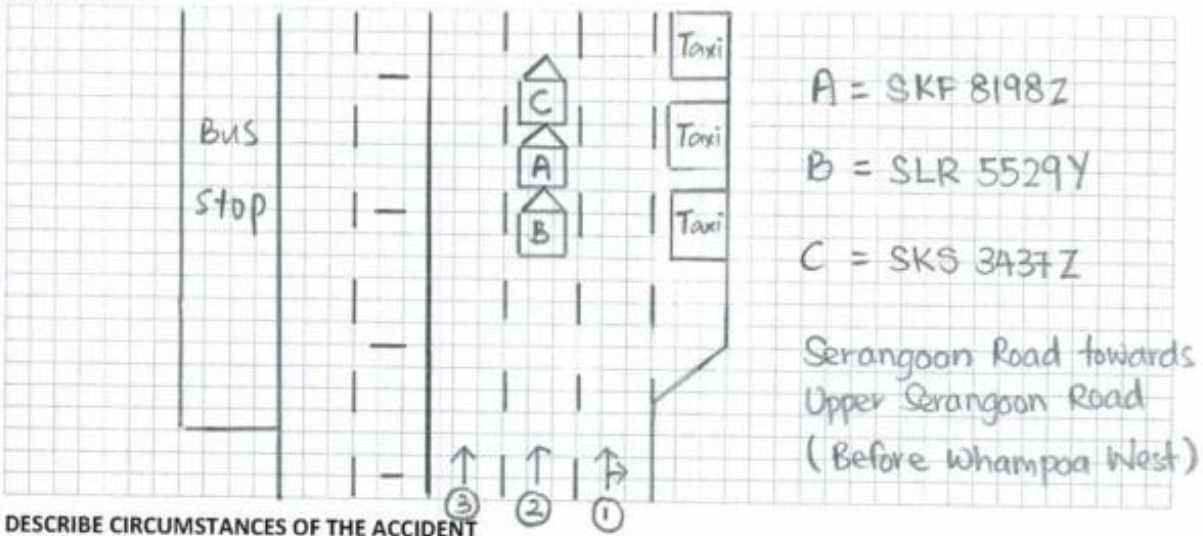 Taxi
A = SKF 8198Z
C
Bus
Taxi
A
B = SLR 5529Y
Stop
Taxi
B
C = SKS 3437Z
Serangoon Road towards
Upper Serangoon Road
(Before Whampoa West)
3 2 1
DESCRIBE CIRCUMSTANCES OF THE ACCIDENT